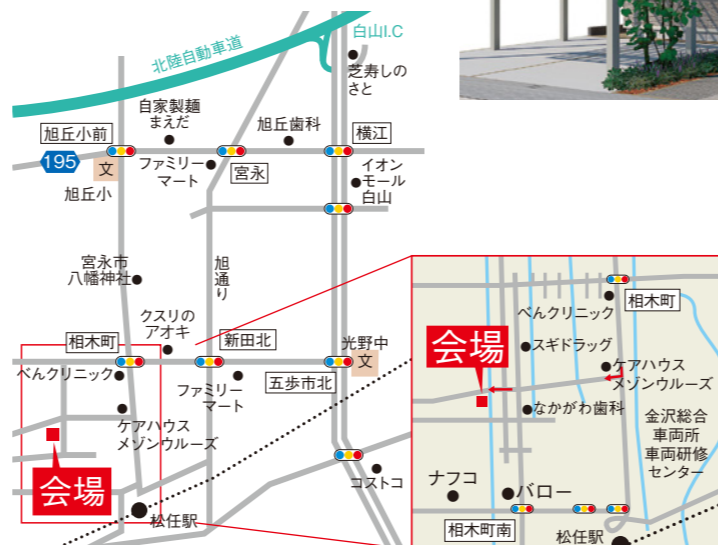 北陸自動車道
白山I.C
芝寿しの
さと
自家製麺
まえだ
旭丘小前
旭丘歯科
横江
195
文
旭丘小
ファミリー
マート
宮永
イオン
モール
白山
宮永市
八幡神社
旭通り
クスリの
アオキ
相木町
新田北
光野中
文
べんクリニック
ファミリー
マート
五歩市北
ケアハウス
メゾンウルーズ
会場
コストコ
松任駅
相木町
べんクリニック
会場
スギドラッグ
ケアハウス
メゾンウルーズ
なかがわ歯科
金沢総合
車両所
車両研修
センター
ナフコ
バロー
相木町南
松任駅